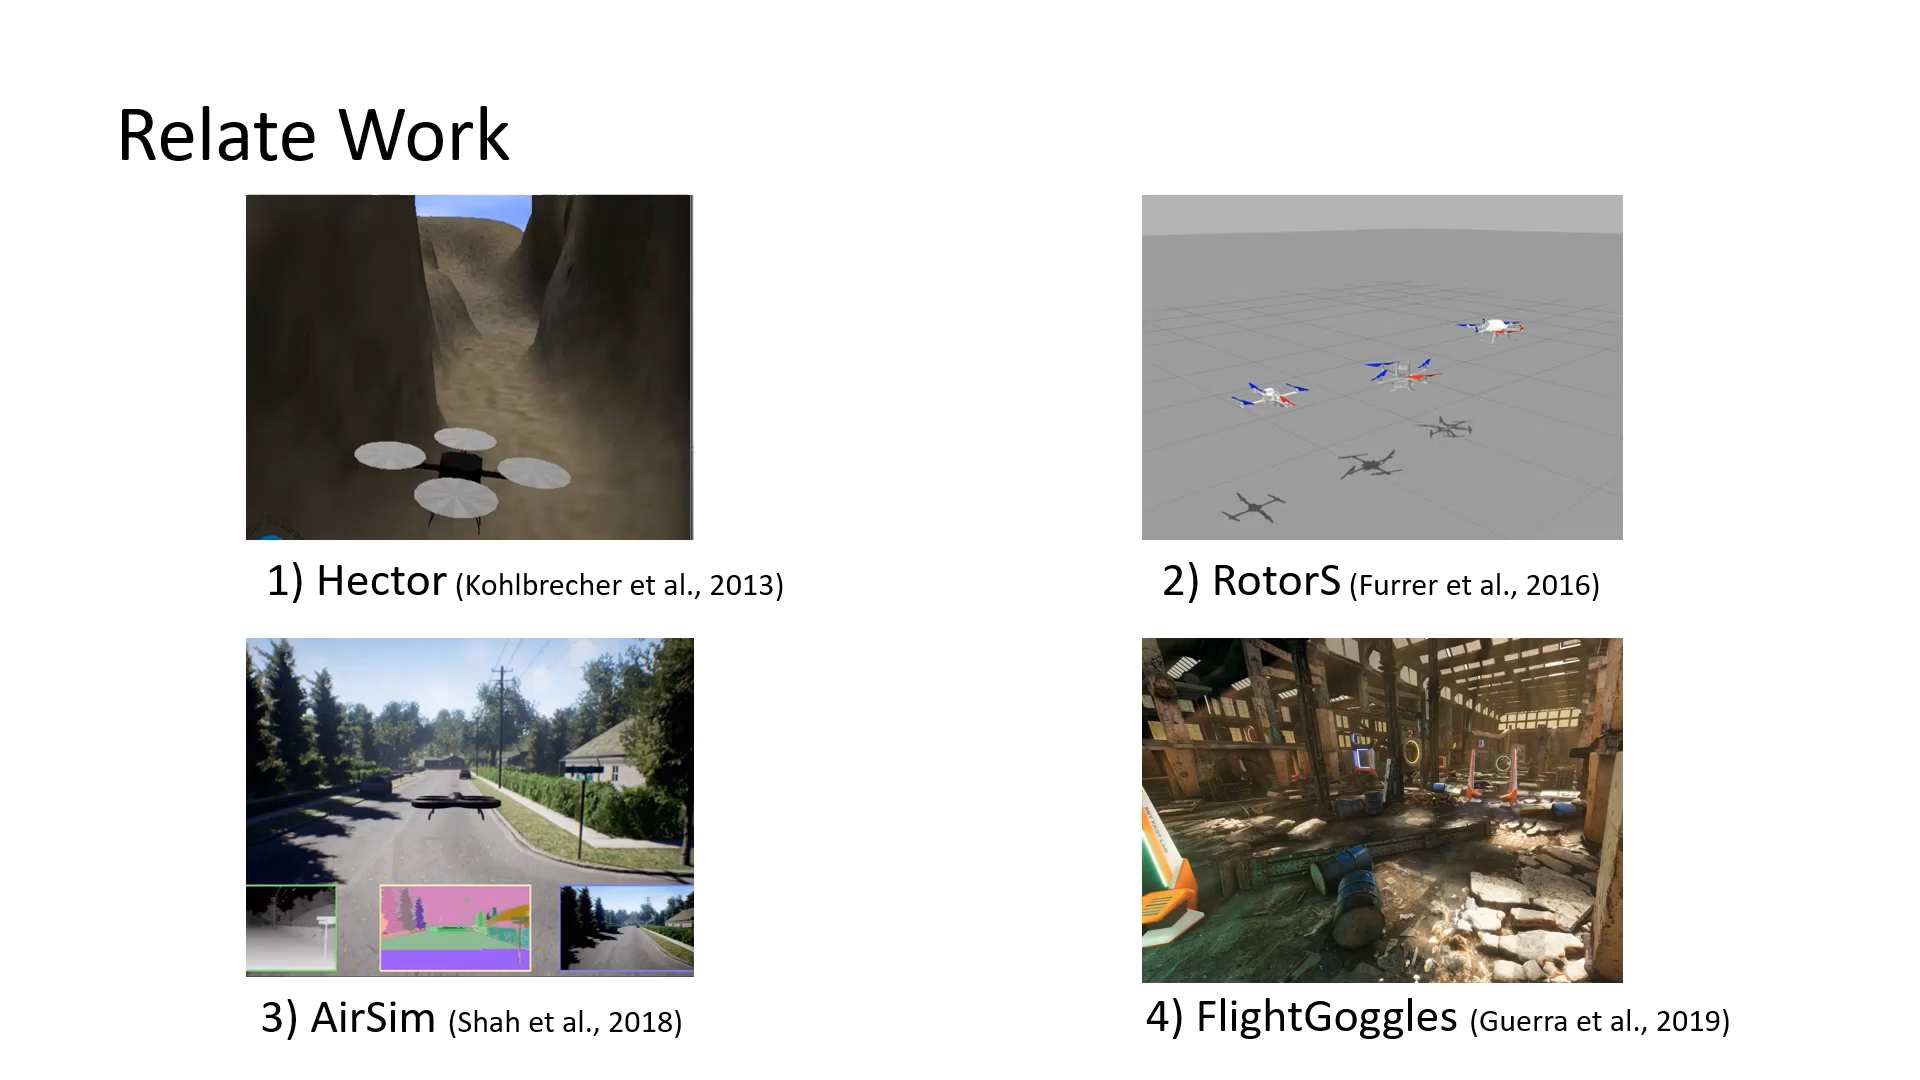 Relate Work
1) Hector (Kohlbrecher et al., 2013)
2) RotorS (Furrer et al., 2016)
3) AirSim (Shah et al., 2018)
4) FlightGoggles (Guerra et al., 2019)